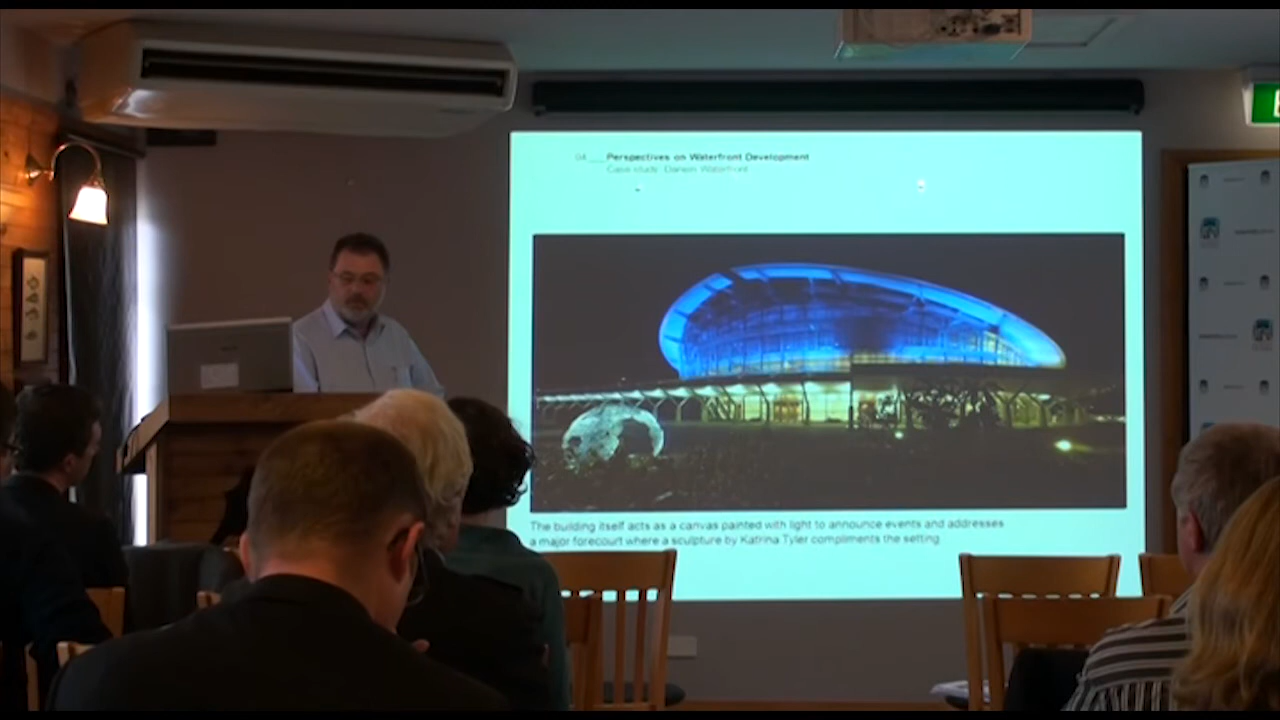 04 Perspectives on Waterfront Development
Case study: Darwin Waterfront
The building itself acts as a canvas painted with light to announce events and addresses
a major forecourt where a sculpture by Katrina Tyler compliments the setting